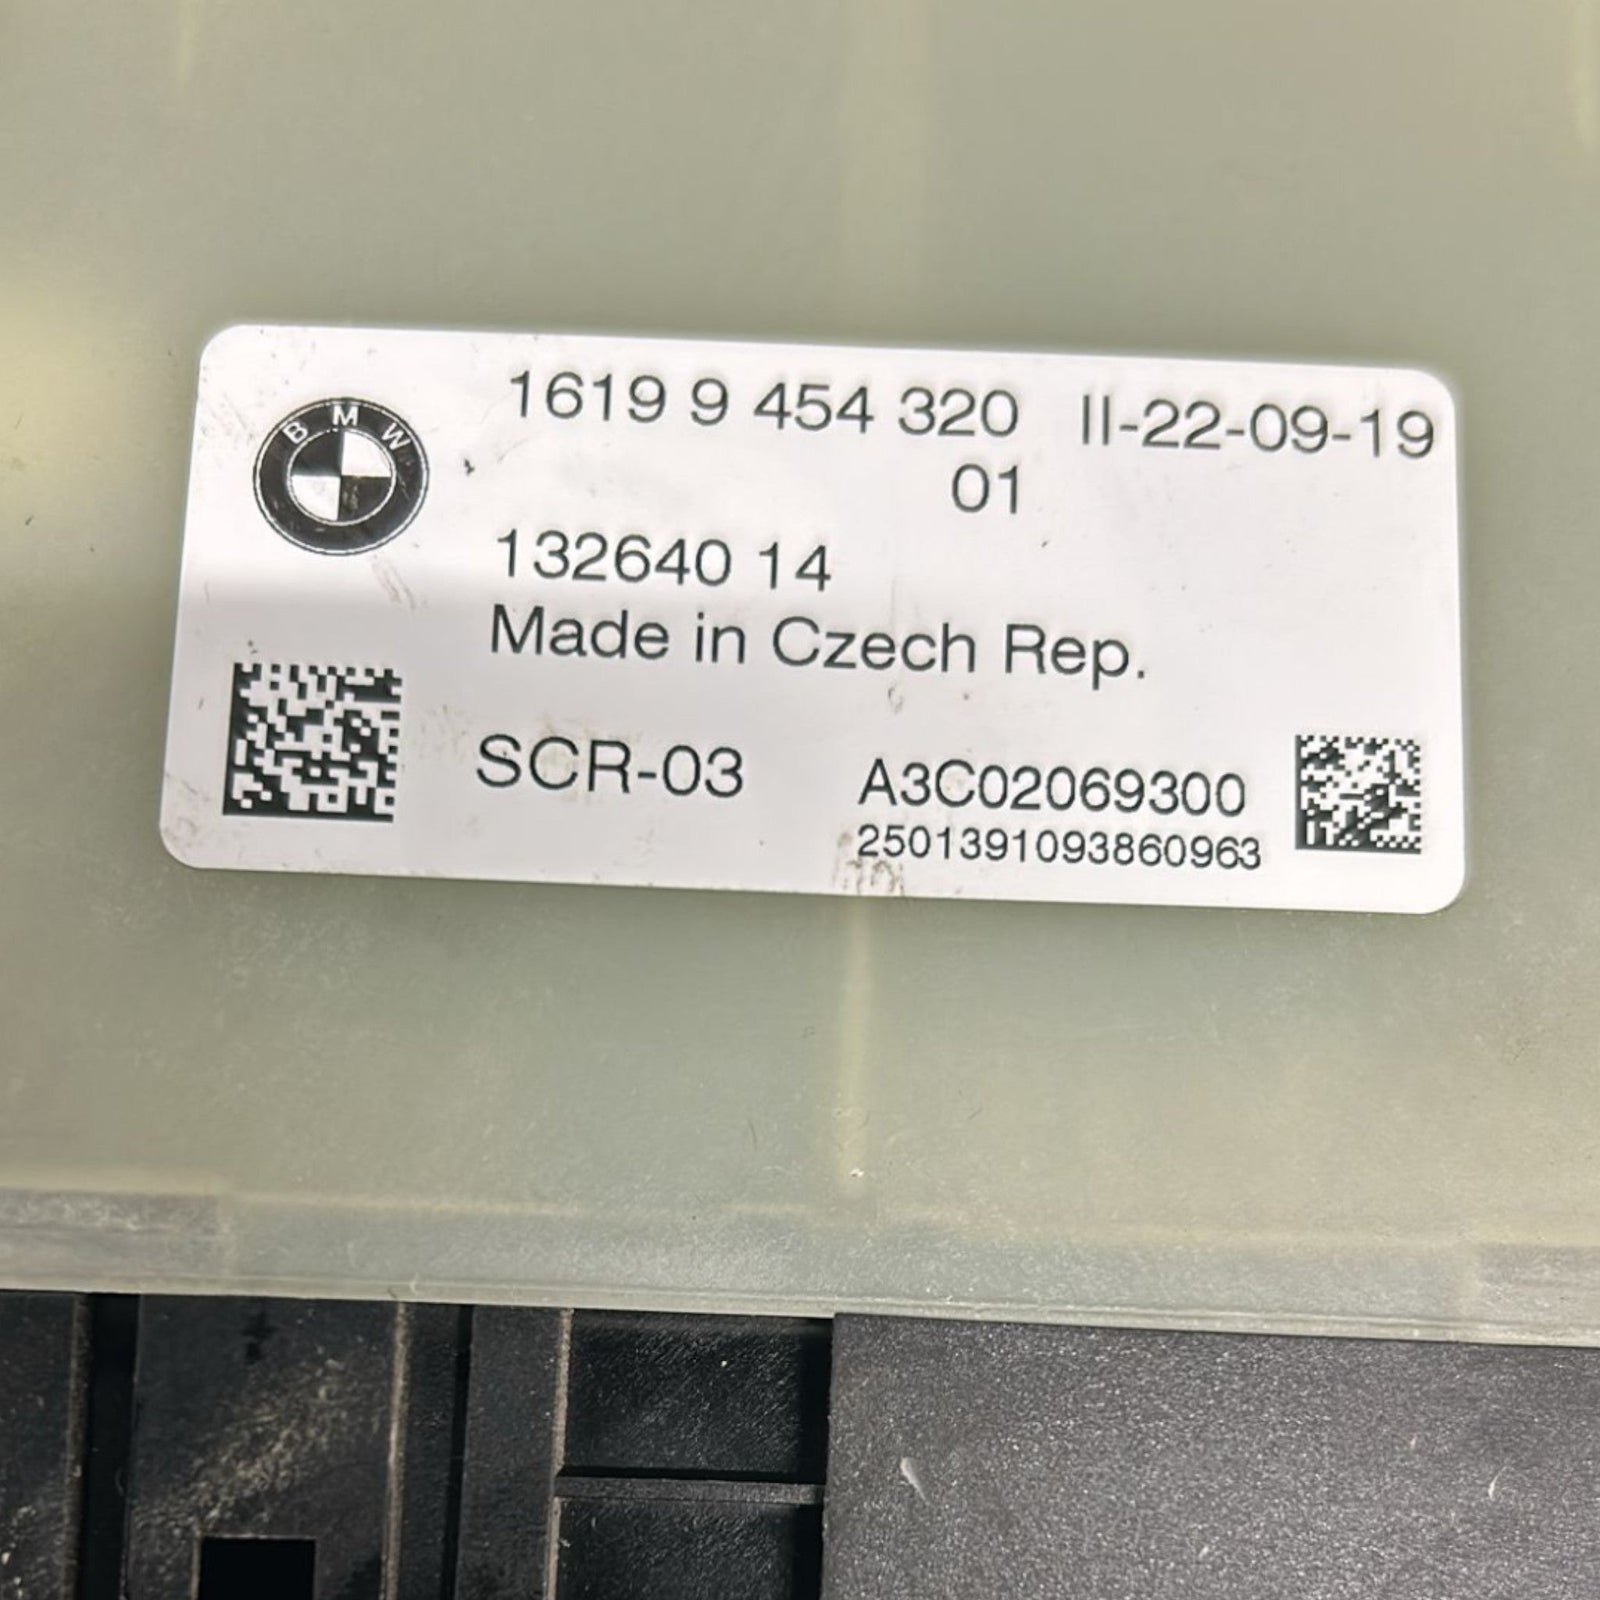 BMW
1619 9 454 320 II-22-09-19
01
132640 14
Made in Czech Rep.
SCR-03
A3C02069300
2501391093860963